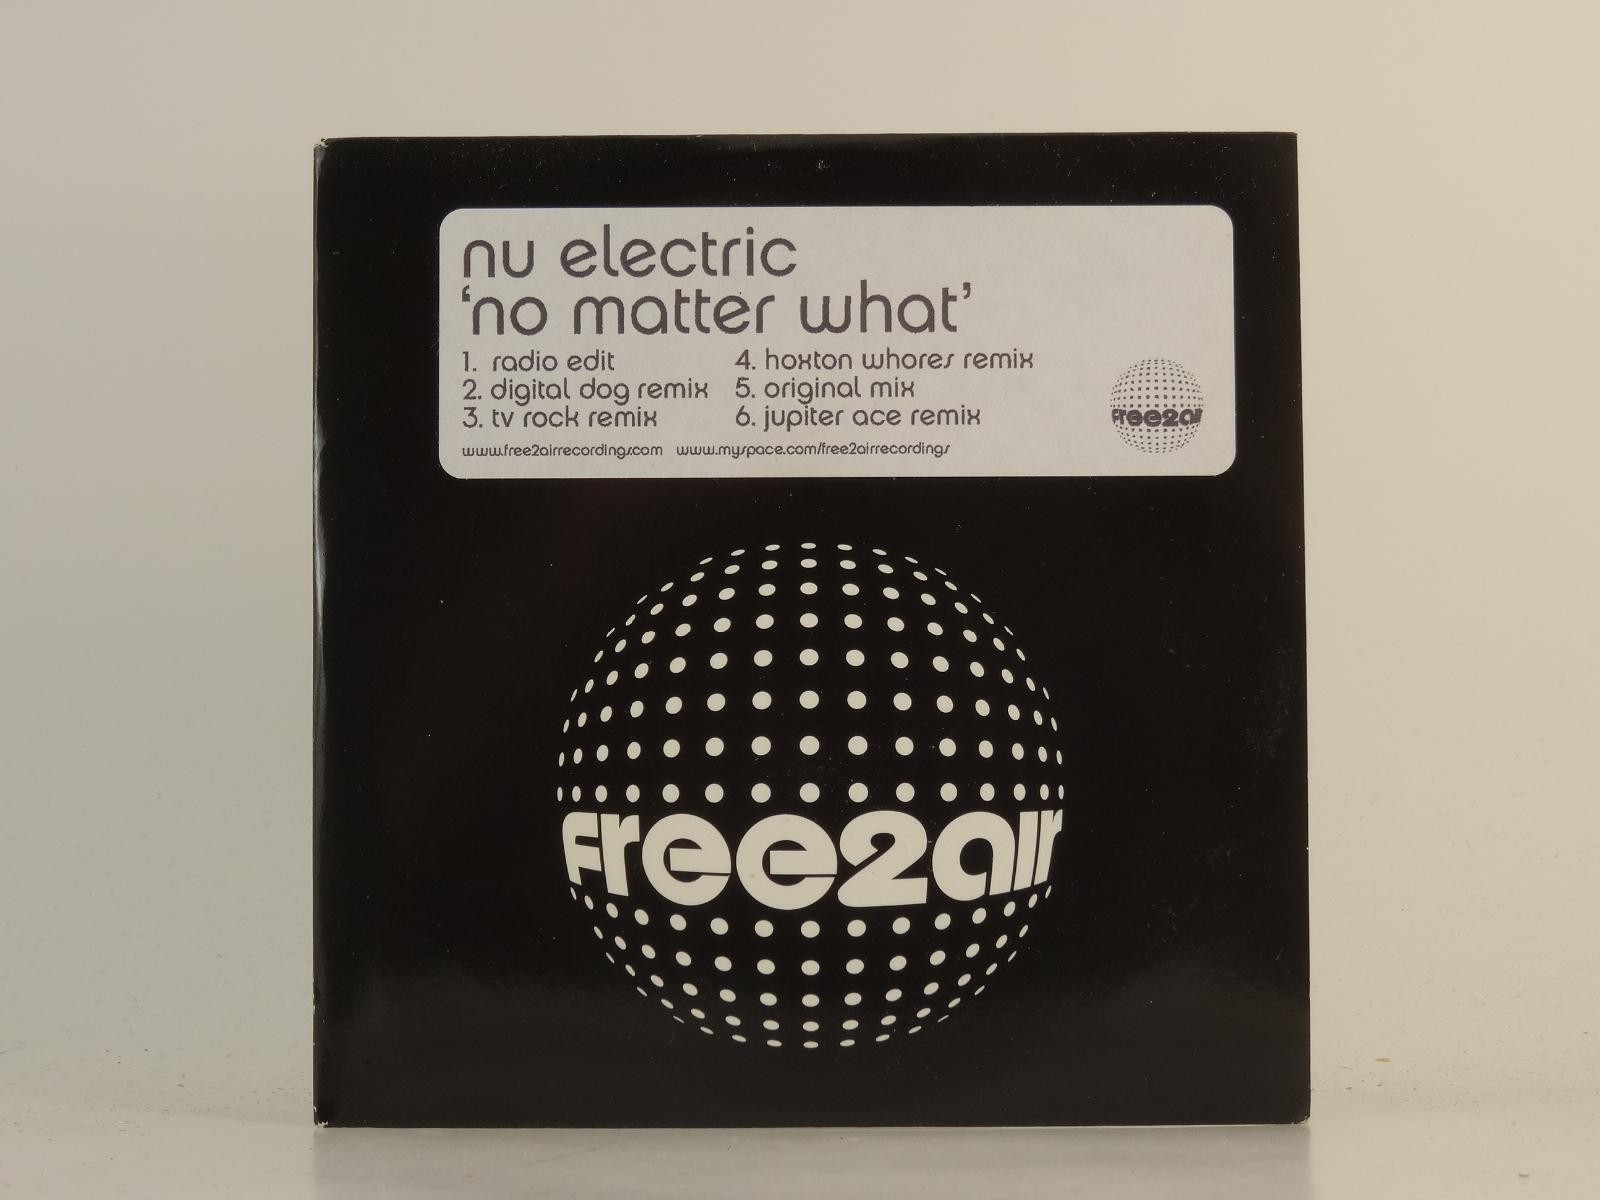 nu electric
'no matter what'
1. radio edit
2. digital dog remix
3. tv rock remix
4. hoxton whores remix
5. original mix
6. jupiter ace remix
www.free2airrecordings.com www.myspace.com/free2airrecordings
free2air
free2air